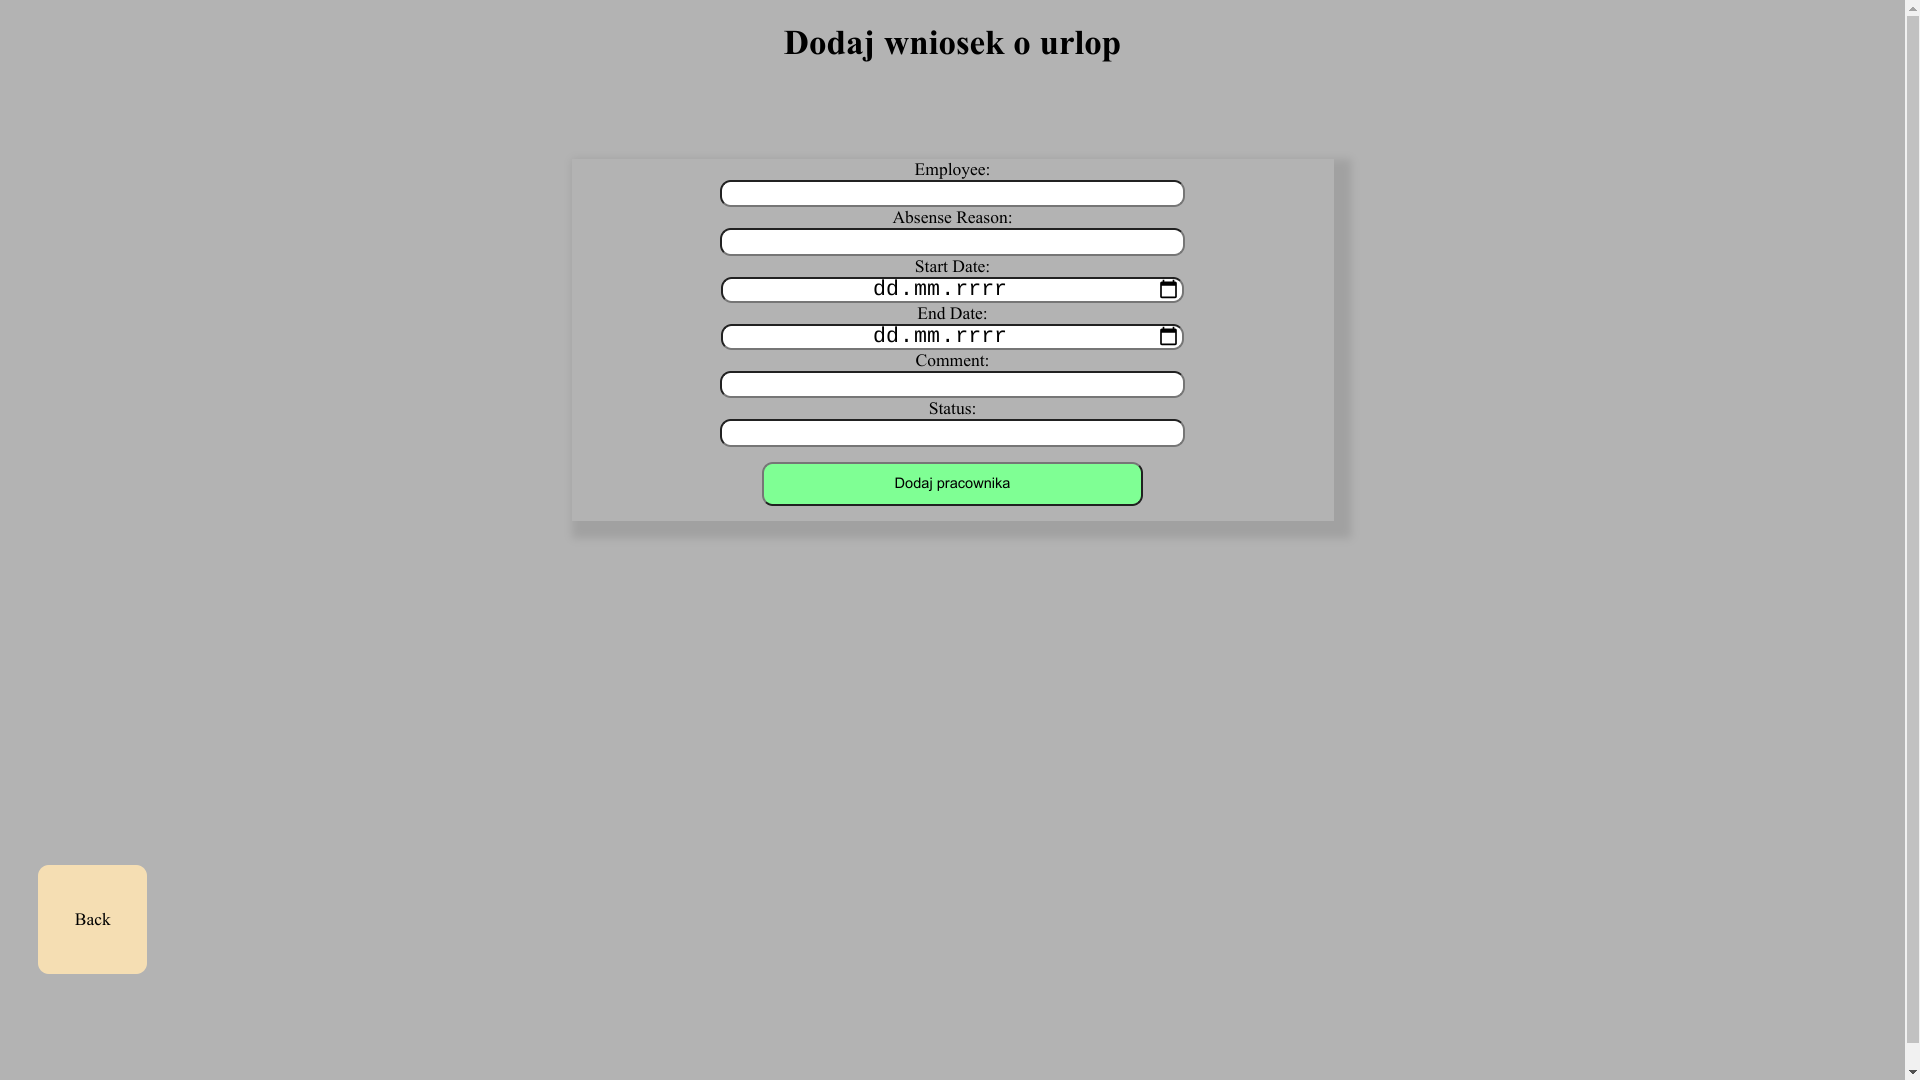 Dodaj wniosek o urlop
Employee:
Absense Reason:
Start Date:
dd.mm.rrrr
End Date:
dd.mm.rrrr
Comment:
Status:
Dodaj pracownika
Back